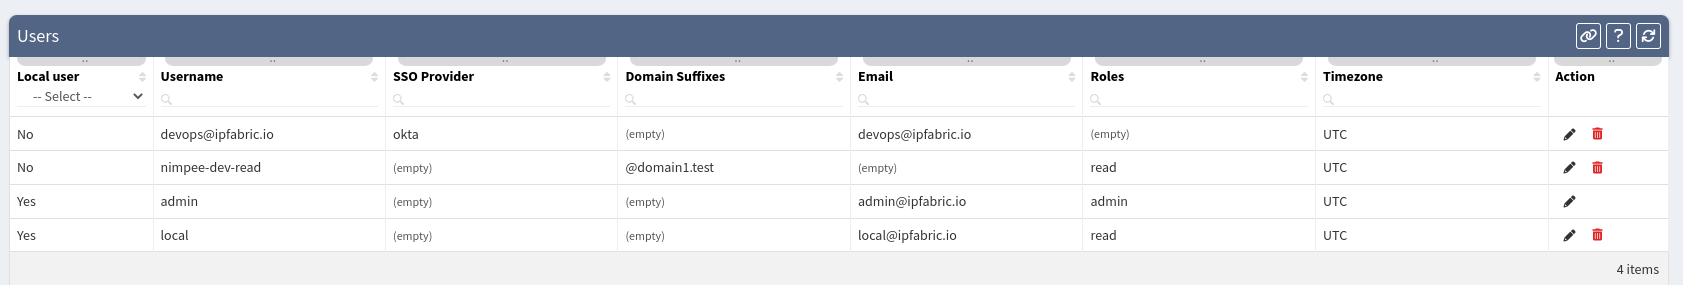 Users
Local user Username SSO Provider Domain Suffixes Email Roles Timezone Action
-- Select --
No devops@ipfabric.io okta (empty) devops@ipfabric.io (empty) UTC
No nimpee-dev-read (empty) @domain1.test (empty) read UTC
Yes admin (empty) (empty) admin@ipfabric.io admin UTC
Yes local (empty) (empty) local@ipfabric.io read UTC
4 items